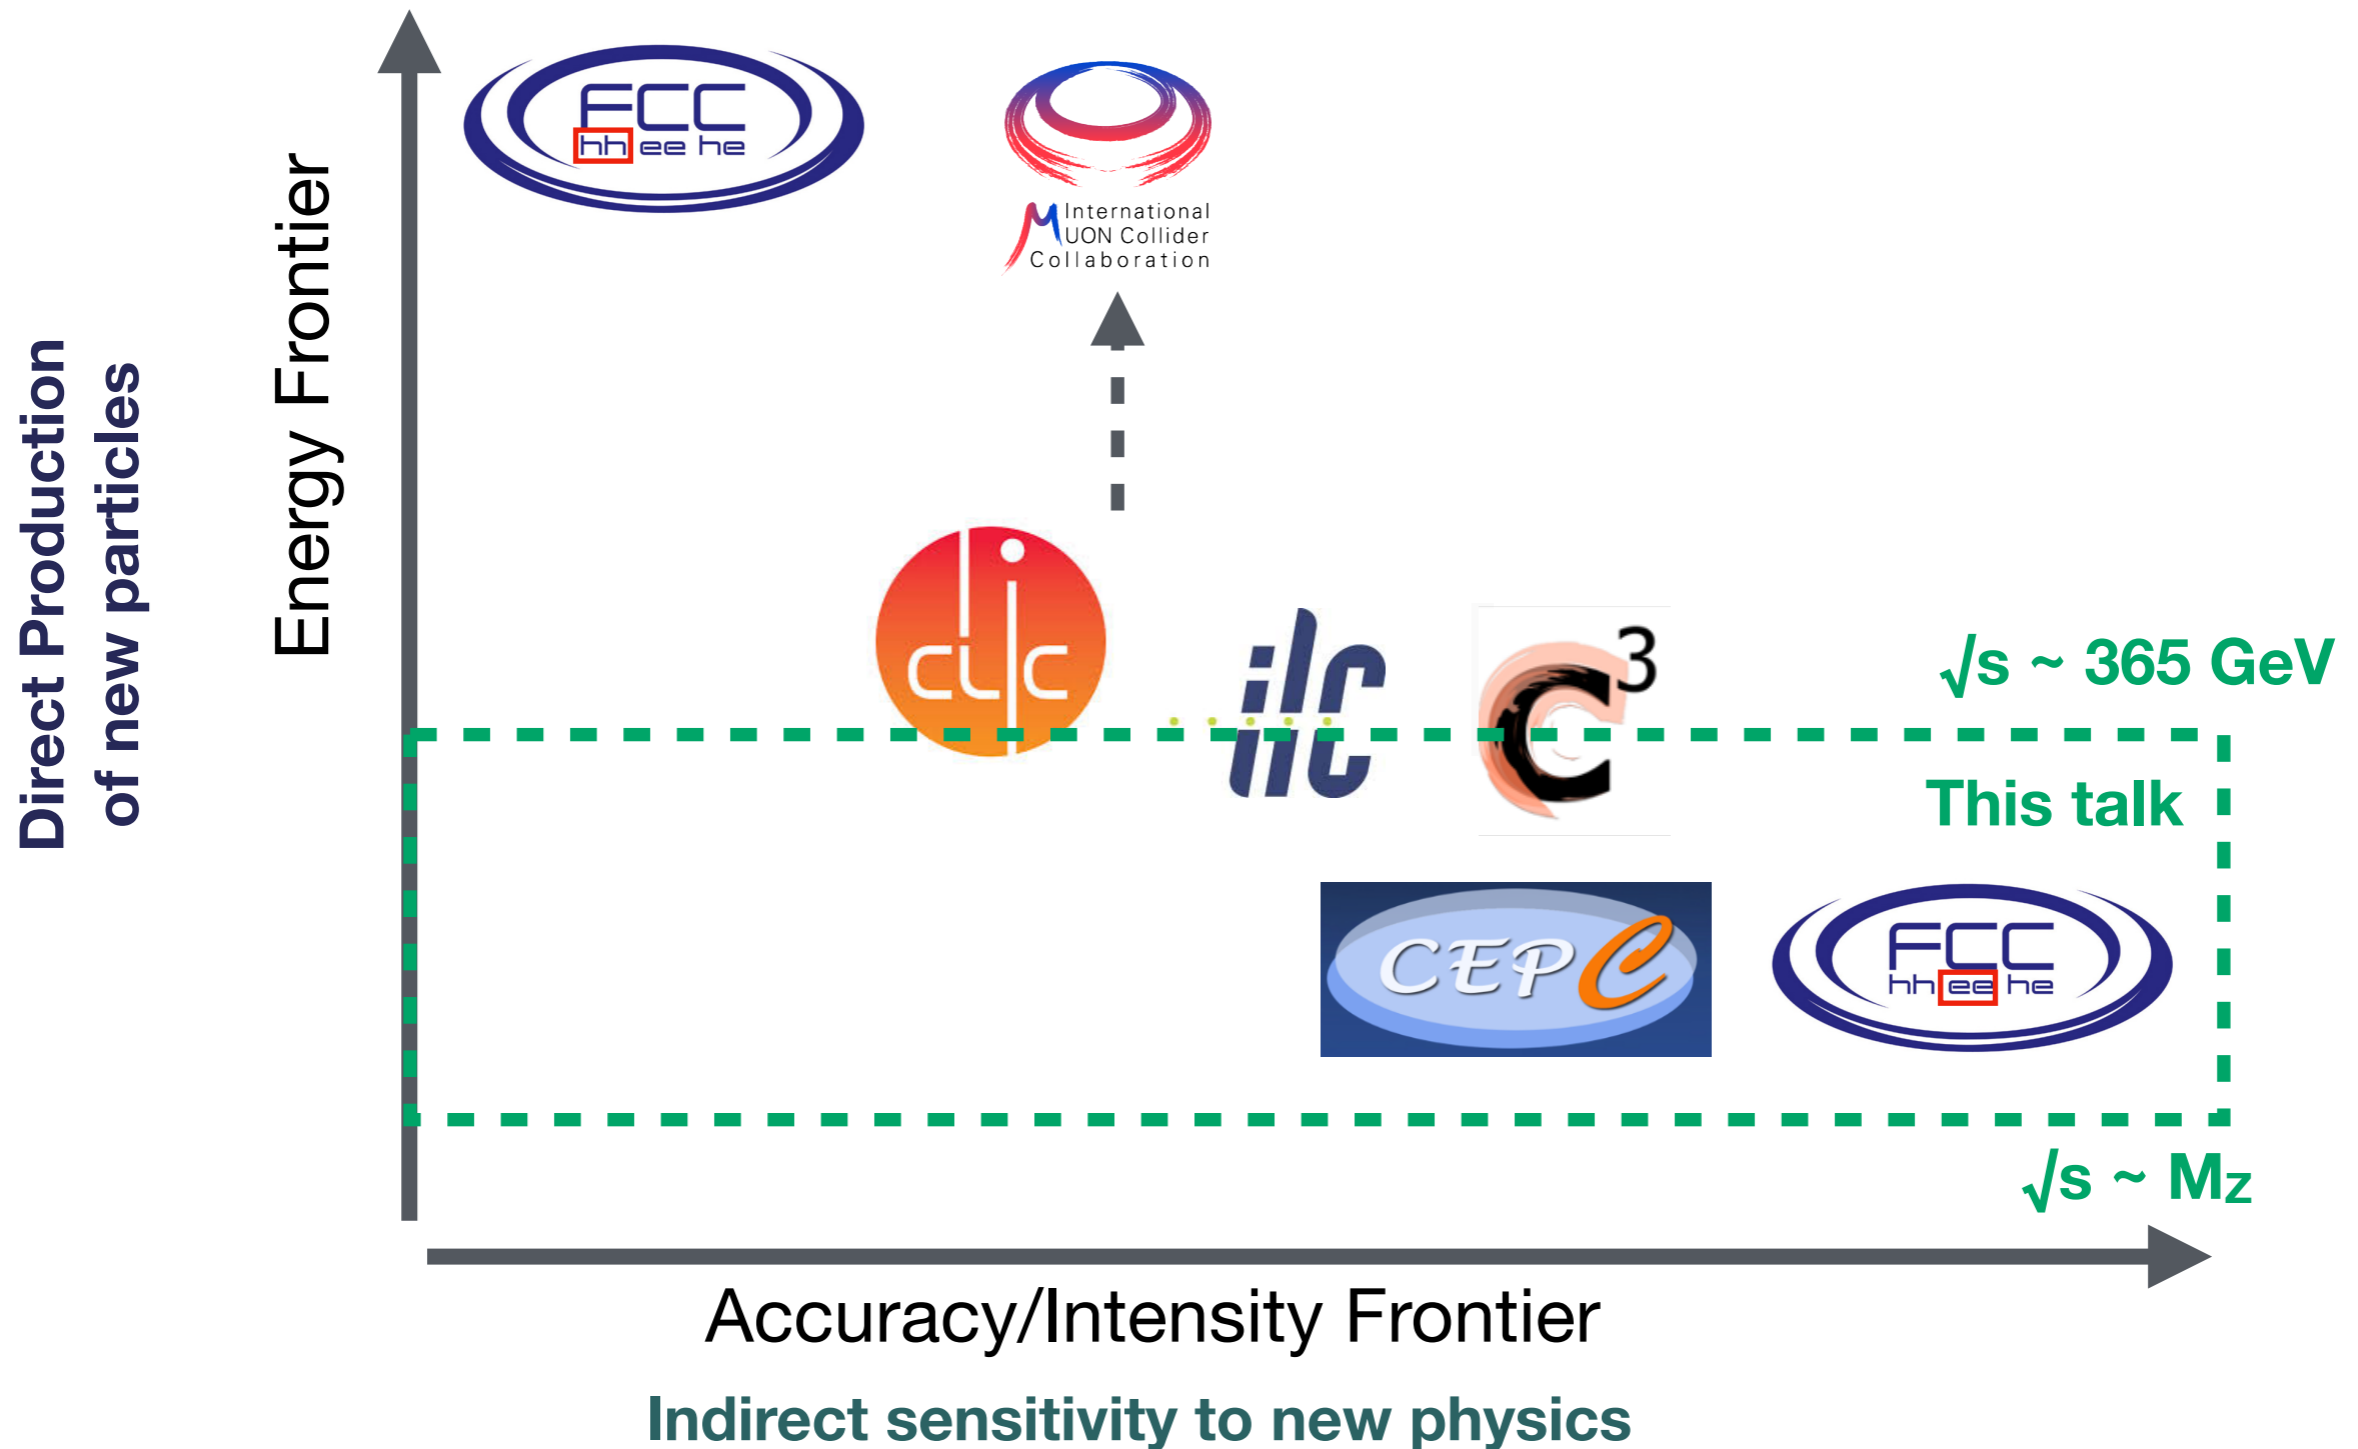 Direct Production
of new particles
Energy Frontier
FCC
hh ee he
International
MUON Collider
Collaboration
clic
ilc
C³
√s ~ 365 GeV
This talk
CEPC
FCC
hh ee he
√s ~ Mz
Accuracy/Intensity Frontier
Indirect sensitivity to new physics